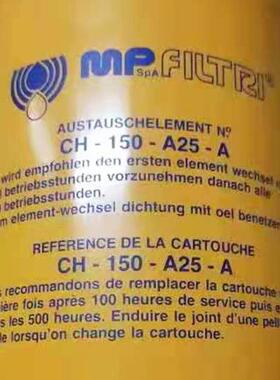 MP SpA FILTRI
AUSTAUSCHELEMENT Nº
CH - 150 - A25 - A
wird empfohlen den ersten element wechsel
betriebsstunden vorzunehmen danach alle
betriebsstunden.
m element-wechsel dichtung mit oel benetzen
REFERENCE DE LA CARTOUCHE
CH - 150 - A25 - A
s recommandons de remplacer la cartouche
ière fois après 100 heures de service puis e
s les 500 heures. Enduire le joint d'une pell
lorsqu'on change la cartouche.